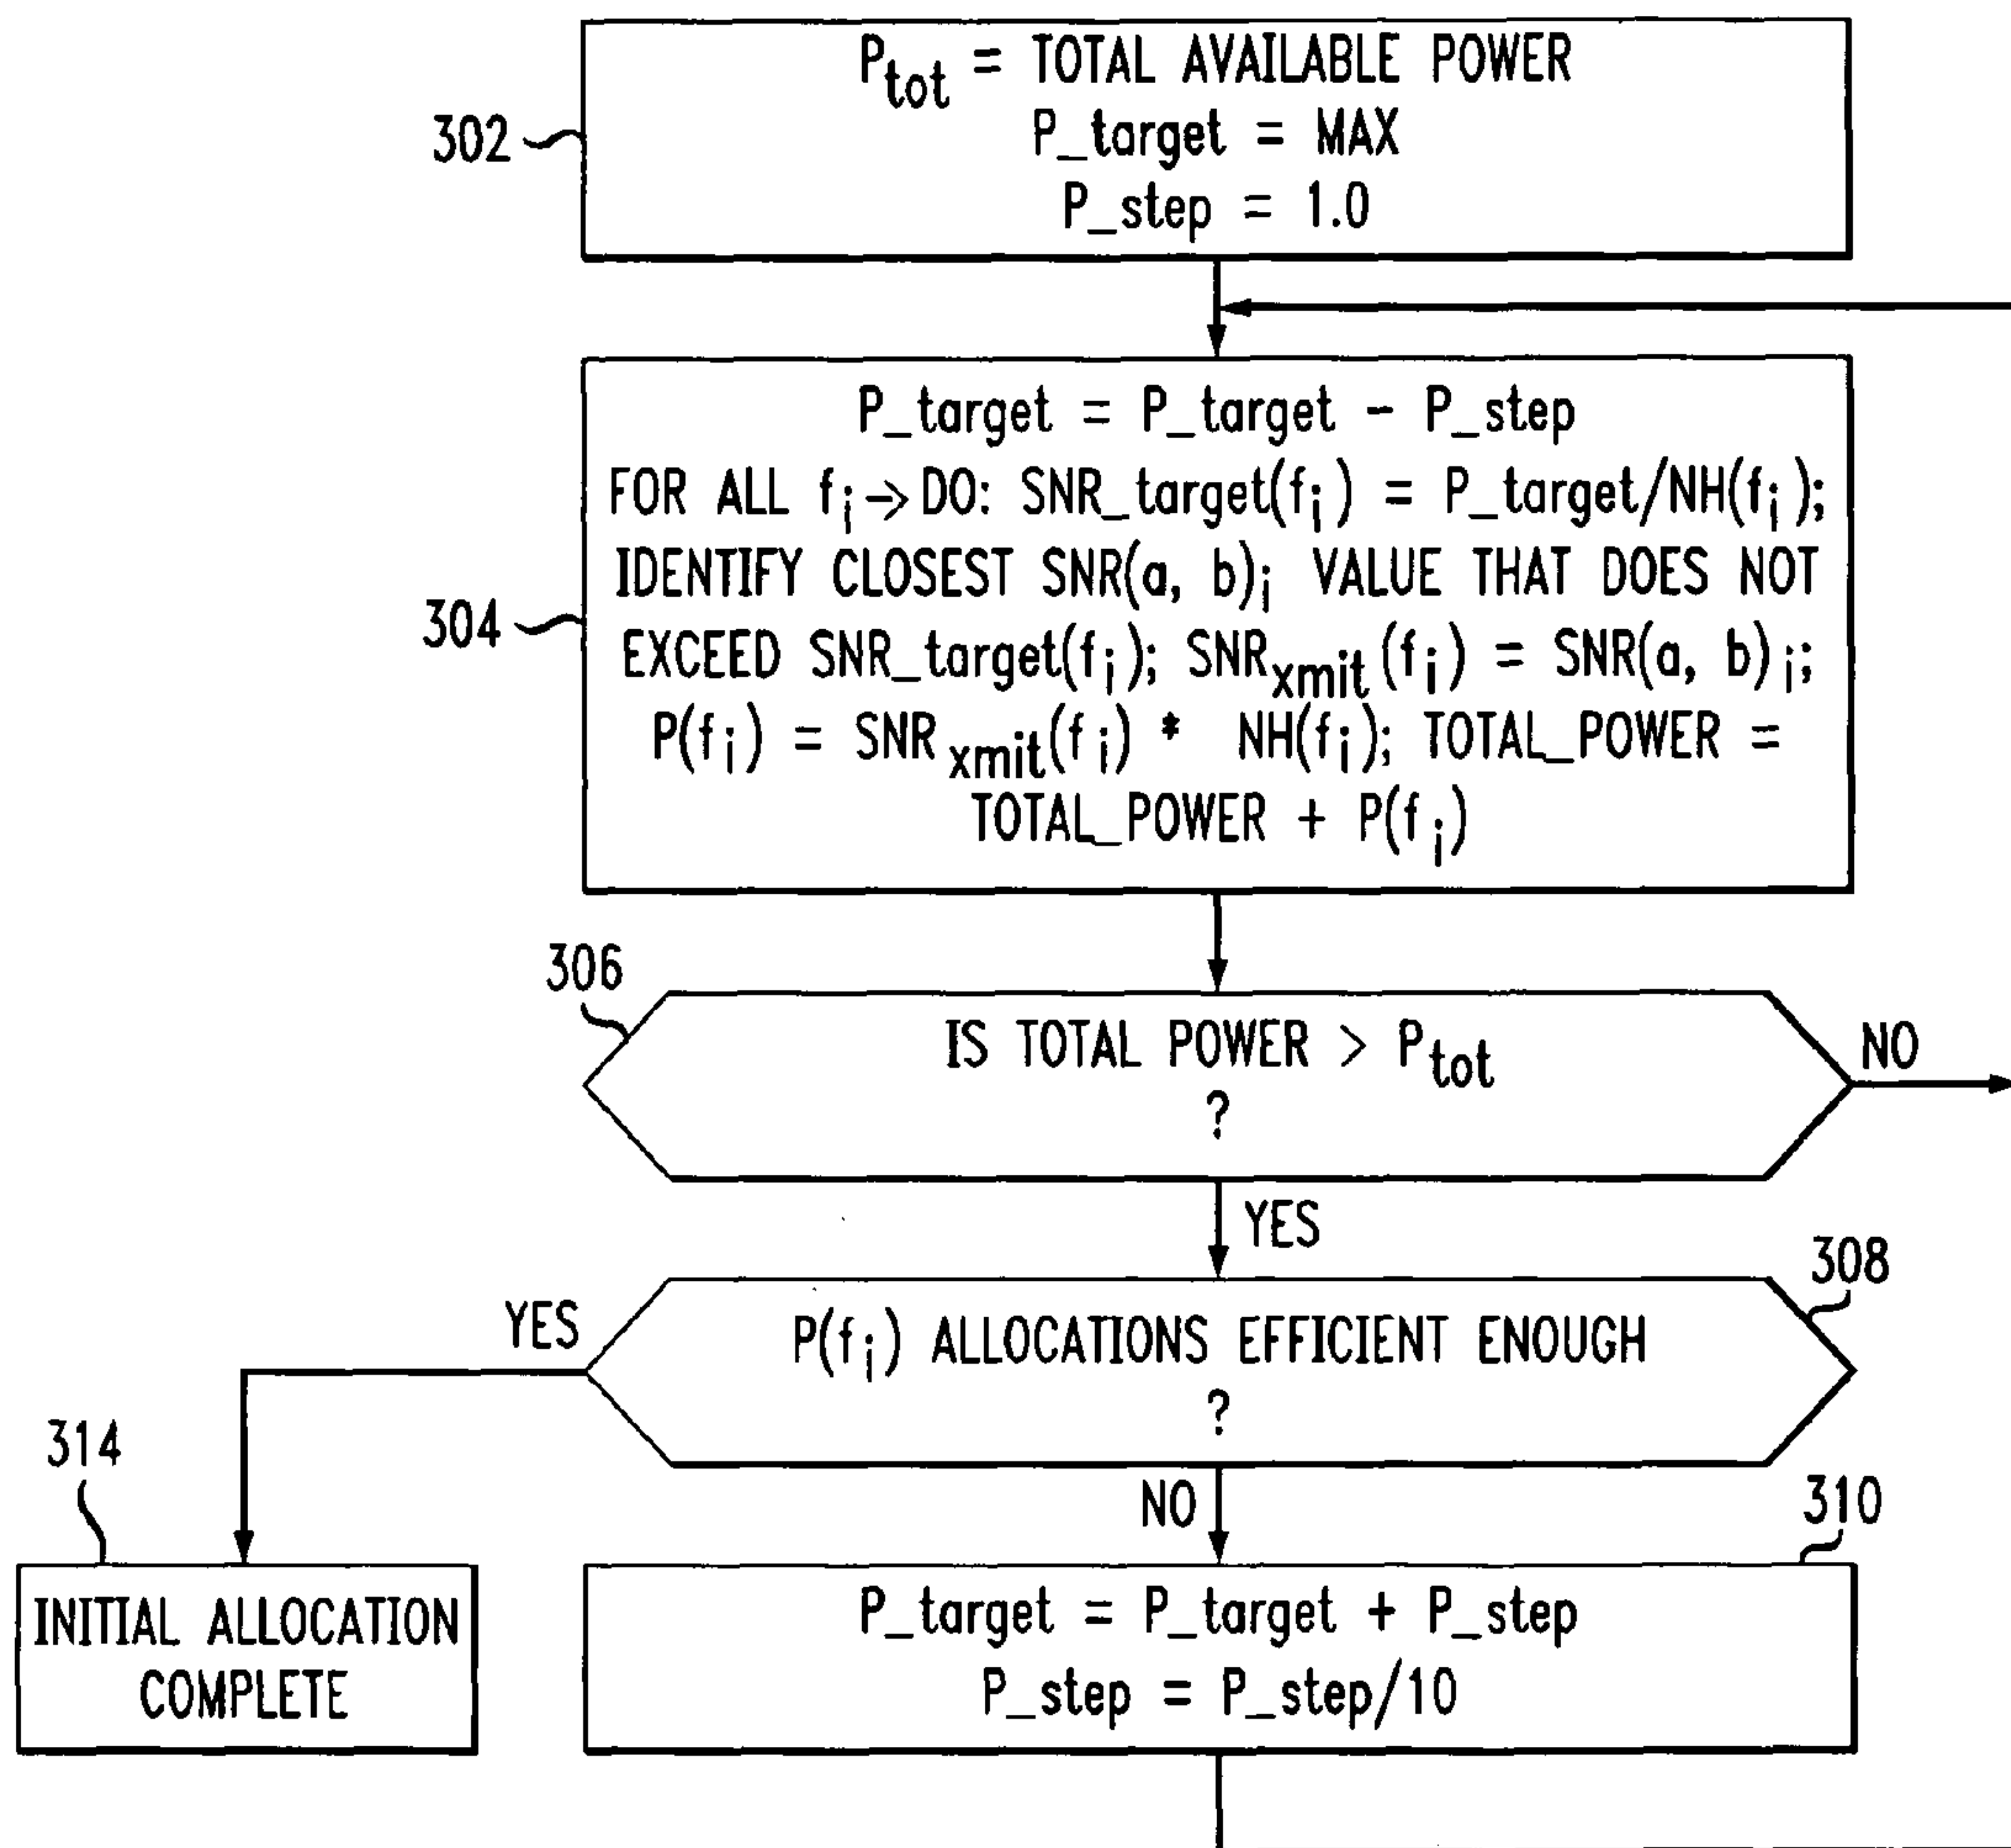 P_tot = TOTAL AVAILABLE POWER
P_target = MAX
P_step = 1.0
302
P_target = P_target - P_step
FOR ALL f_i → DO: SNR_target(f_i) = P_target/NH(f_i);
IDENTIFY CLOSEST SNR(a, b)_i VALUE THAT DOES NOT
EXCEED SNR_target(f_i); SNR_xmit(f_i) = SNR(a, b)_i;
P(f_i) = SNR_xmit(f_i) * NH(f_i); TOTAL_POWER =
TOTAL_POWER + P(f_i)
304
306
IS TOTAL POWER > P_tot
?
NO
YES
308
P(f_i) ALLOCATIONS EFFICIENT ENOUGH
?
YES
NO
314
INITIAL ALLOCATION
COMPLETE
310
P_target = P_target + P_step
P_step = P_step/10